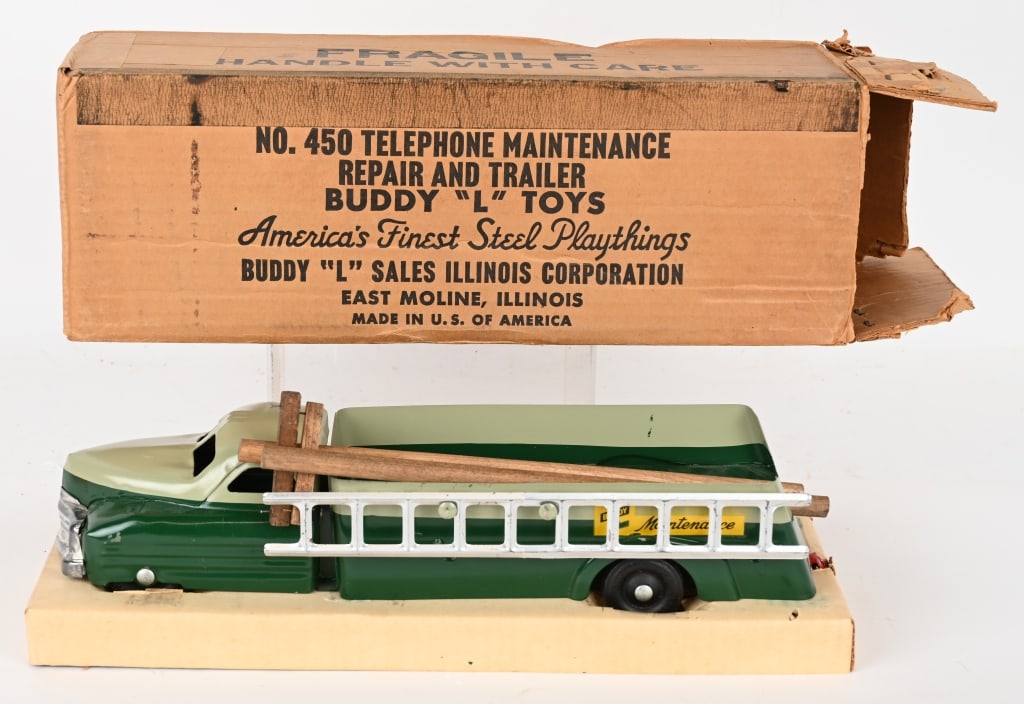 FRAGILE
HANDLE WITH CARE
NO. 450 TELEPHONE MAINTENANCE
REPAIR AND TRAILER
BUDDY "L" TOYS
America's Finest Steel Playthings
BUDDY "L" SALES ILLINOIS CORPORATION
EAST MOLINE, ILLINOIS
MADE IN U.S. OF AMERICA
Maintenance